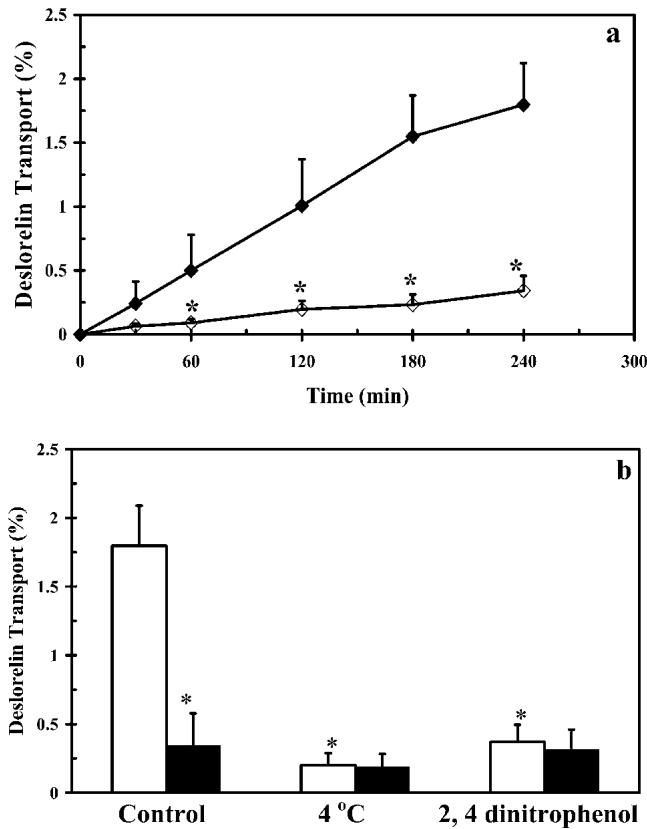 a
Deslorelin Transport (%)
2.5
2
1.5
1
0.5
0
*
*
*
*
0 60 120 180 240 300
Time (min)
b
Deslorelin Transport (%)
2.5
2
1.5
1
0.5
0
*
*
*
Control 4 °C 2, 4 dinitrophenol